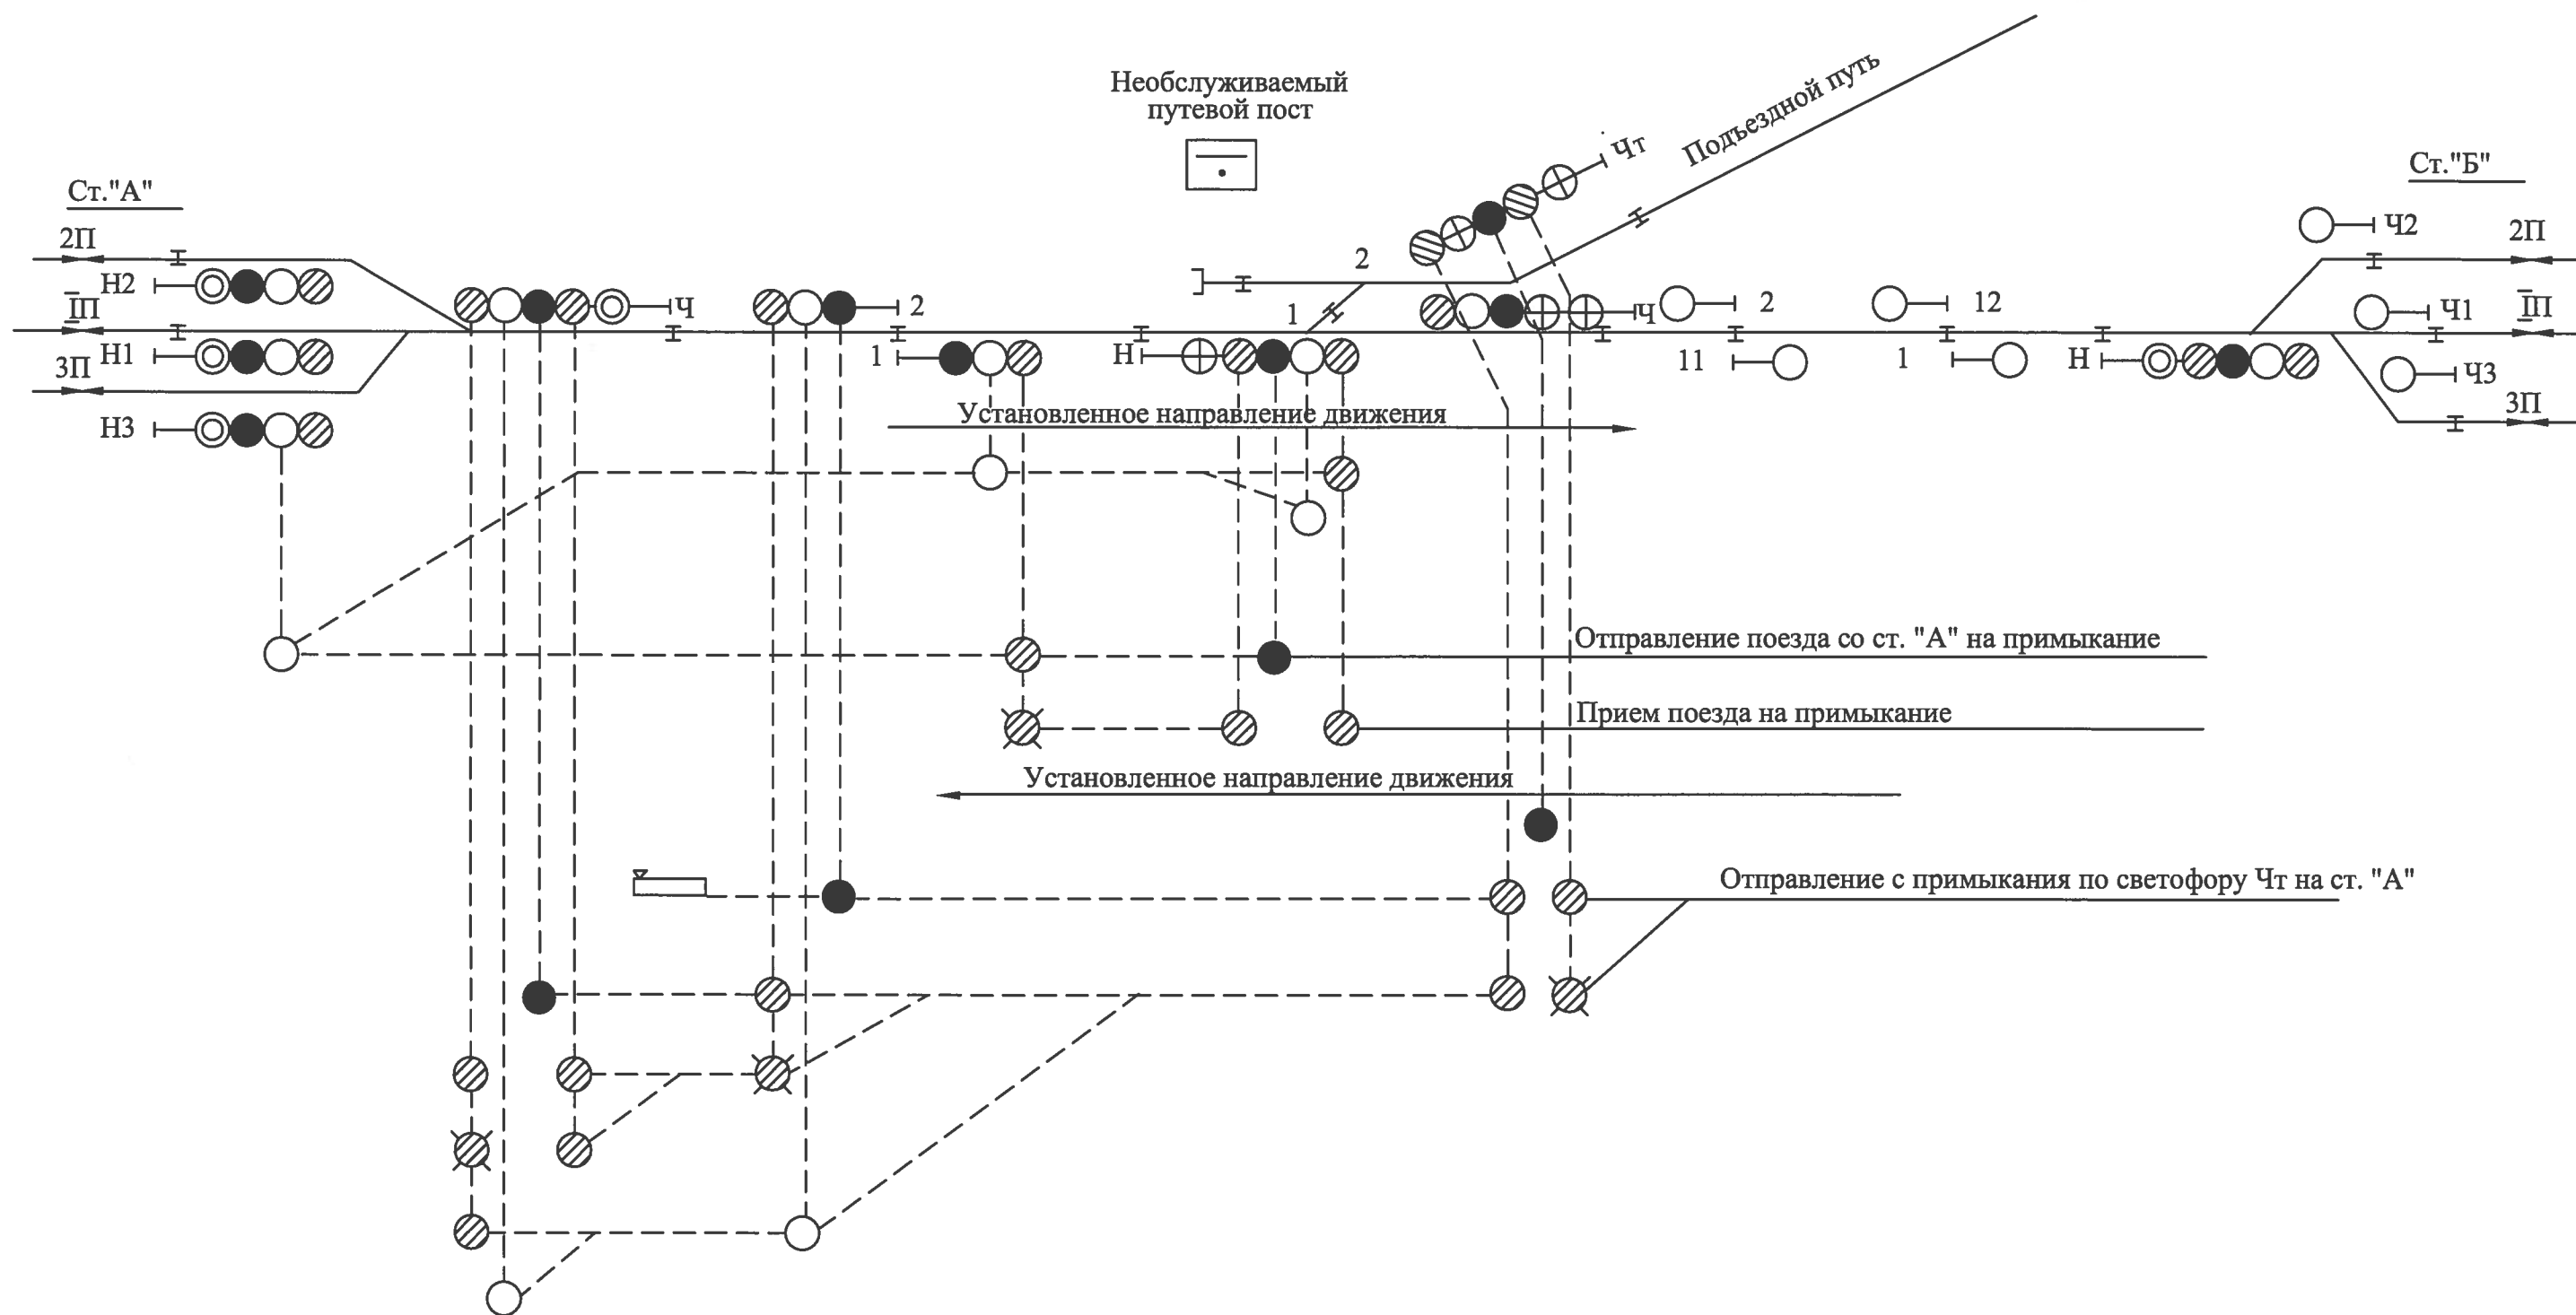 Необслуживаемый
путевой пост
Подъездной путь
Чт
Ст."А"
Ст."Б"
2П
Н2
IП
Н1
3П
Н3
Ч
2
1
Н
1
2
Ч
2
12
11
1
Н
Ч2
2П
Ч1
IП
Ч3
3П
Установленное направление движения
Отправление поезда со ст. "А" на примыкание
Прием поезда на примыкание
Установленное направление движения
Отправление с примыкания по светофору Чт на ст. "А"